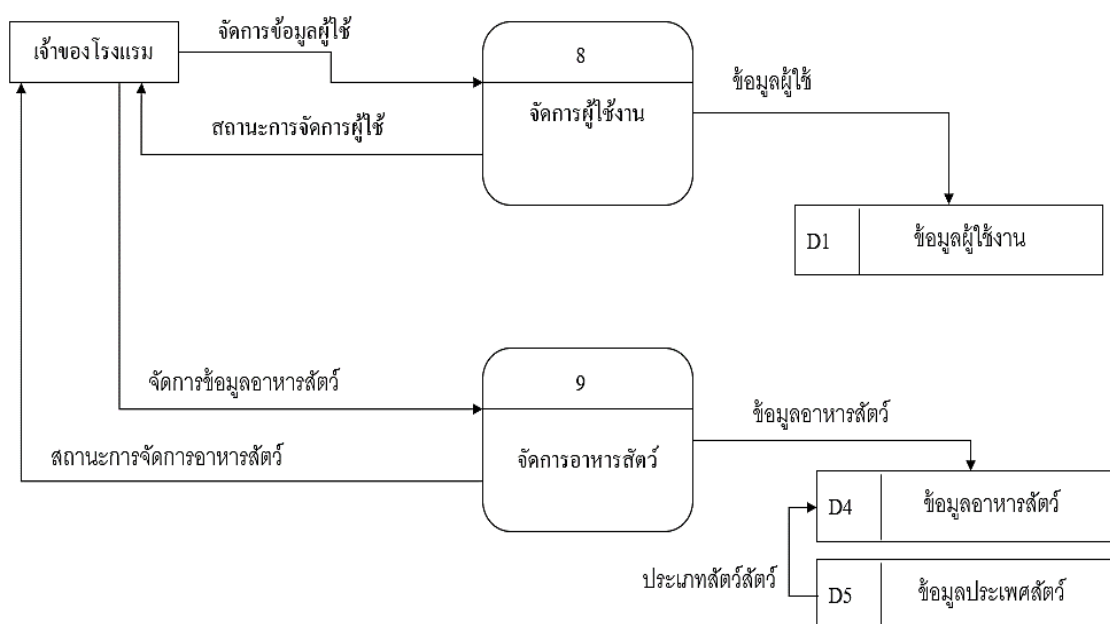 จัดการข้อมูลผู้ใช้
เจ้าของโรงแรม
8
จัดการผู้ใช้งาน
ข้อมูลผู้ใช้
สถานะการจัดการผู้ใช้
D1
ข้อมูลผู้ใช้งาน
จัดการข้อมูลอาหารสัตว์
9
จัดการอาหารสัตว์
ข้อมูลอาหารสัตว์
สถานะการจัดการอาหารสัตว์
D4
ข้อมูลอาหารสัตว์
ประเภทสัตว์สัตว์
D5
ข้อมูลประเพศสัตว์